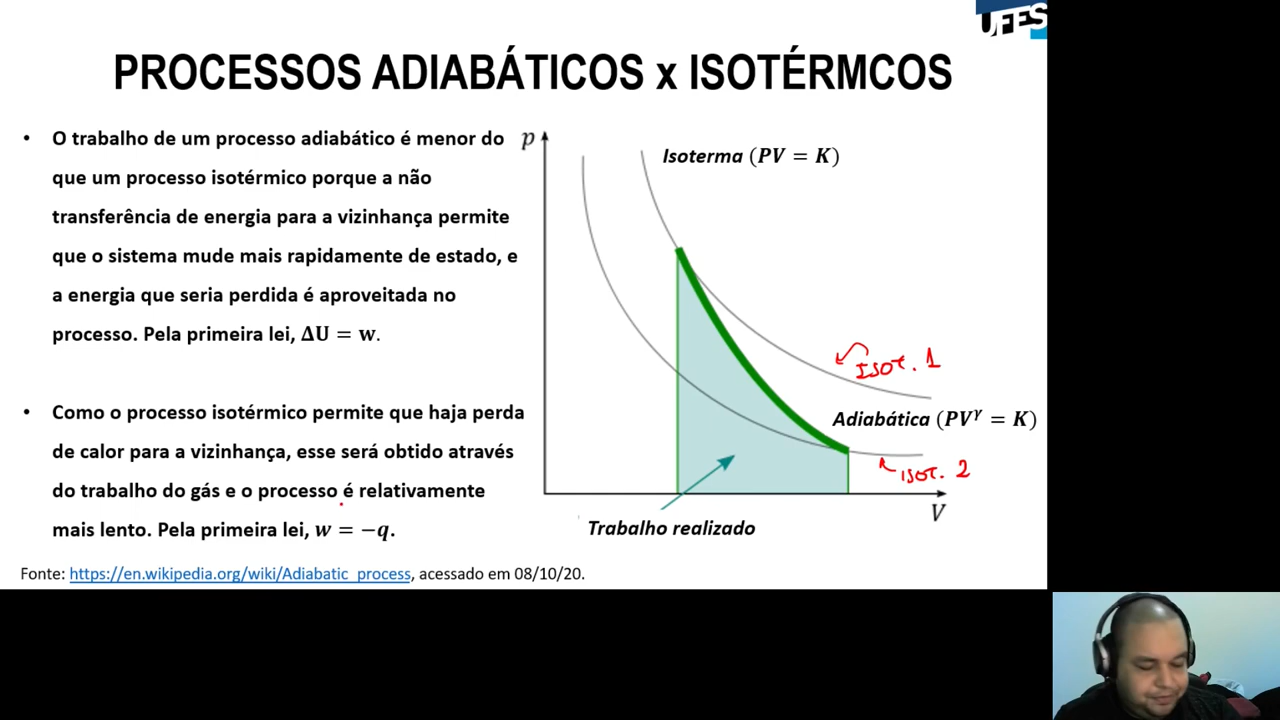 UFES
PROCESSOS ADIABÁTICOS x ISOTÉRMCOS
• O trabalho de um processo adiabático é menor do
que um processo isotérmico porque a não
transferência de energia para a vizinhança permite
que o sistema mude mais rapidamente de estado, e
a energia que seria perdida é aproveitada no
processo. Pela primeira lei, ΔU = w.
• Como o processo isotérmico permite que haja perda
de calor para a vizinhança, esse será obtido através
do trabalho do gás e o processo é relativamente
mais lento. Pela primeira lei, w = −q.
p
Isoterma (PV = K)
Isot. 1
Adiabática (PVᵞ = K)
Isot. 2
V
Trabalho realizado
Fonte: https://en.wikipedia.org/wiki/Adiabatic_process, acessado em 08/10/20.